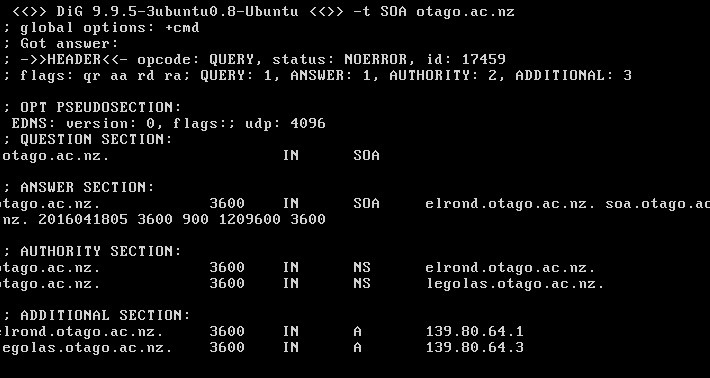 <<>> DiG 9.9.5-3ubuntu0.8-Ubuntu <<>> -t SOA otago.ac.nz
; global options: +cmd
; Got answer:
; ->>HEADER<<- opcode: QUERY, status: NOERROR, id: 17459
; flags: qr aa rd ra; QUERY: 1, ANSWER: 1, AUTHORITY: 2, ADDITIONAL: 3
; OPT PSEUDOSECTION:
EDNS: version: 0, flags:; udp: 4096
; QUESTION SECTION:
otago.ac.nz. IN SOA
; ANSWER SECTION:
otago.ac.nz. 3600 IN SOA elrond.otago.ac.nz. soa.otago.ac
nz. 2016041805 3600 900 1209600 3600
; AUTHORITY SECTION:
otago.ac.nz. 3600 IN NS elrond.otago.ac.nz.
otago.ac.nz. 3600 IN NS legolas.otago.ac.nz.
; ADDITIONAL SECTION:
elrond.otago.ac.nz. 3600 IN A 139.80.64.1
egolas.otago.ac.nz. 3600 IN A 139.80.64.3